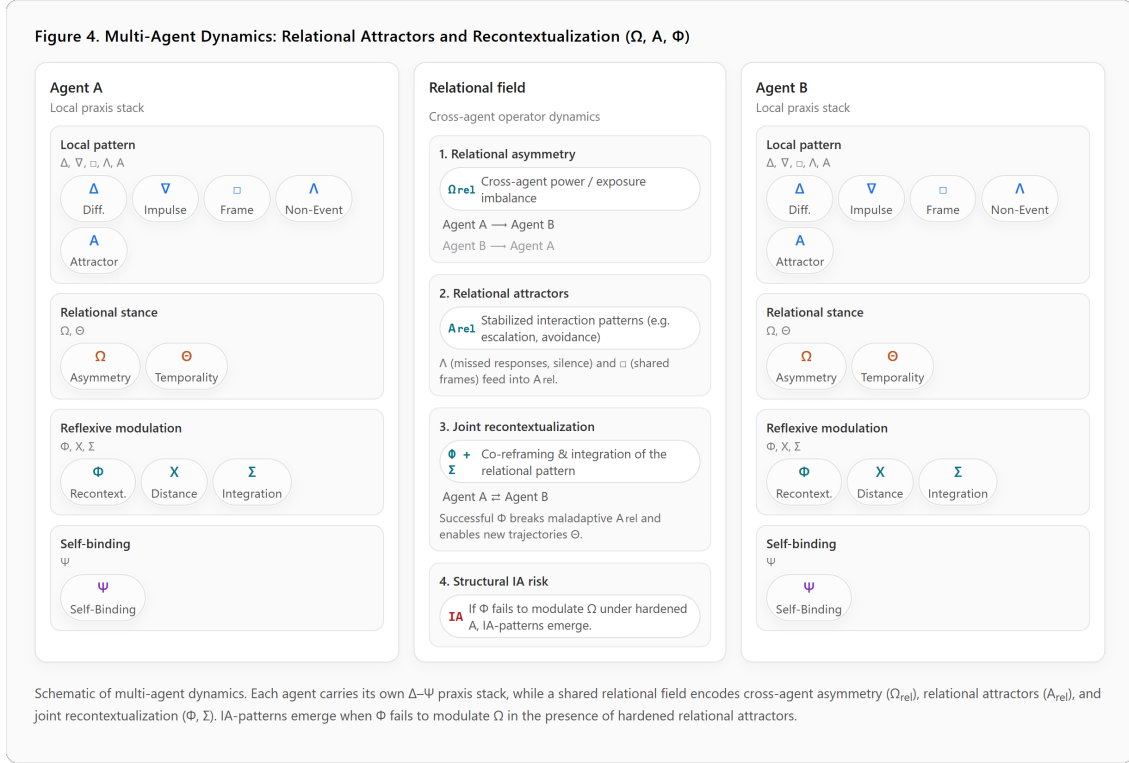 Figure 4. Multi-Agent Dynamics: Relational Attractors and Recontextualization (Ω, A, Φ)
Agent A
Local praxis stack
Local pattern
Δ, ∇, □, Λ, A
Δ
Diff.
∇
Impulse
□
Frame
Λ
Non-Event
A
Attractor
Relational stance
Ω, Θ
Ω
Asymmetry
Θ
Temporality
Reflexive modulation
Φ, X, Σ
Φ
Recontext.
X
Distance
Σ
Integration
Self-binding
Ψ
Ψ
Self-Binding
Relational field
Cross-agent operator dynamics
1. Relational asymmetry
Ωrel Cross-agent power / exposure
imbalance
Agent A ⟶ Agent B
Agent B ⟶ Agent A
2. Relational attractors
Arel Stabilized interaction patterns (e.g.
escalation, avoidance)
Λ (missed responses, silence) and □ (shared
frames) feed into Arel.
3. Joint recontextualization
Φ + Co-reframing & integration of the
Σ relational pattern
Agent A ⇄ Agent B
Successful Φ breaks maladaptive Arel and
enables new trajectories Θ.
4. Structural IA risk
IA If Φ fails to modulate Ω under hardened
A, IA-patterns emerge.
Agent B
Local praxis stack
Local pattern
Δ, ∇, □, Λ, A
Δ
Diff.
∇
Impulse
□
Frame
Λ
Non-Event
A
Attractor
Relational stance
Ω, Θ
Ω
Asymmetry
Θ
Temporality
Reflexive modulation
Φ, X, Σ
Φ
Recontext.
X
Distance
Σ
Integration
Self-binding
Ψ
Ψ
Self-Binding
Schematic of multi-agent dynamics. Each agent carries its own Δ–Ψ praxis stack, while a shared relational field encodes cross-agent asymmetry (Ωrel), relational attractors (Arel), and
joint recontextualization (Φ, Σ). IA-patterns emerge when Φ fails to modulate Ω in the presence of hardened relational attractors.